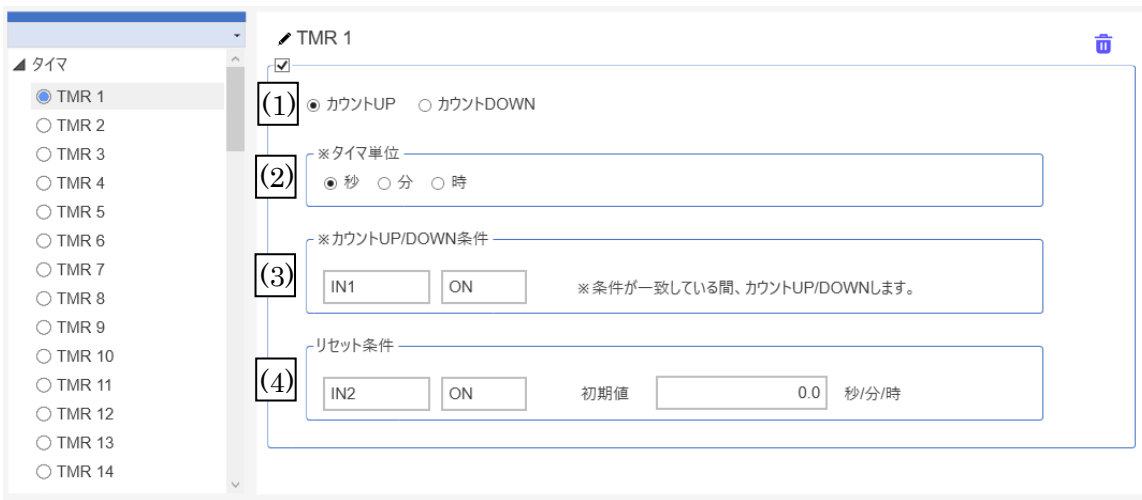 タイマ
TMR 1
TMR 2
TMR 3
TMR 4
TMR 5
TMR 6
TMR 7
TMR 8
TMR 9
TMR 10
TMR 11
TMR 12
TMR 13
TMR 14
TMR 1
(1) カウントUP カウントDOWN
※タイマ単位
(2) 秒 分 時
※カウントUP/DOWN条件
(3) IN1 ON ※条件が一致している間、カウントUP/DOWNします。
リセット条件
(4) IN2 ON 初期値 0.0 秒/分/時